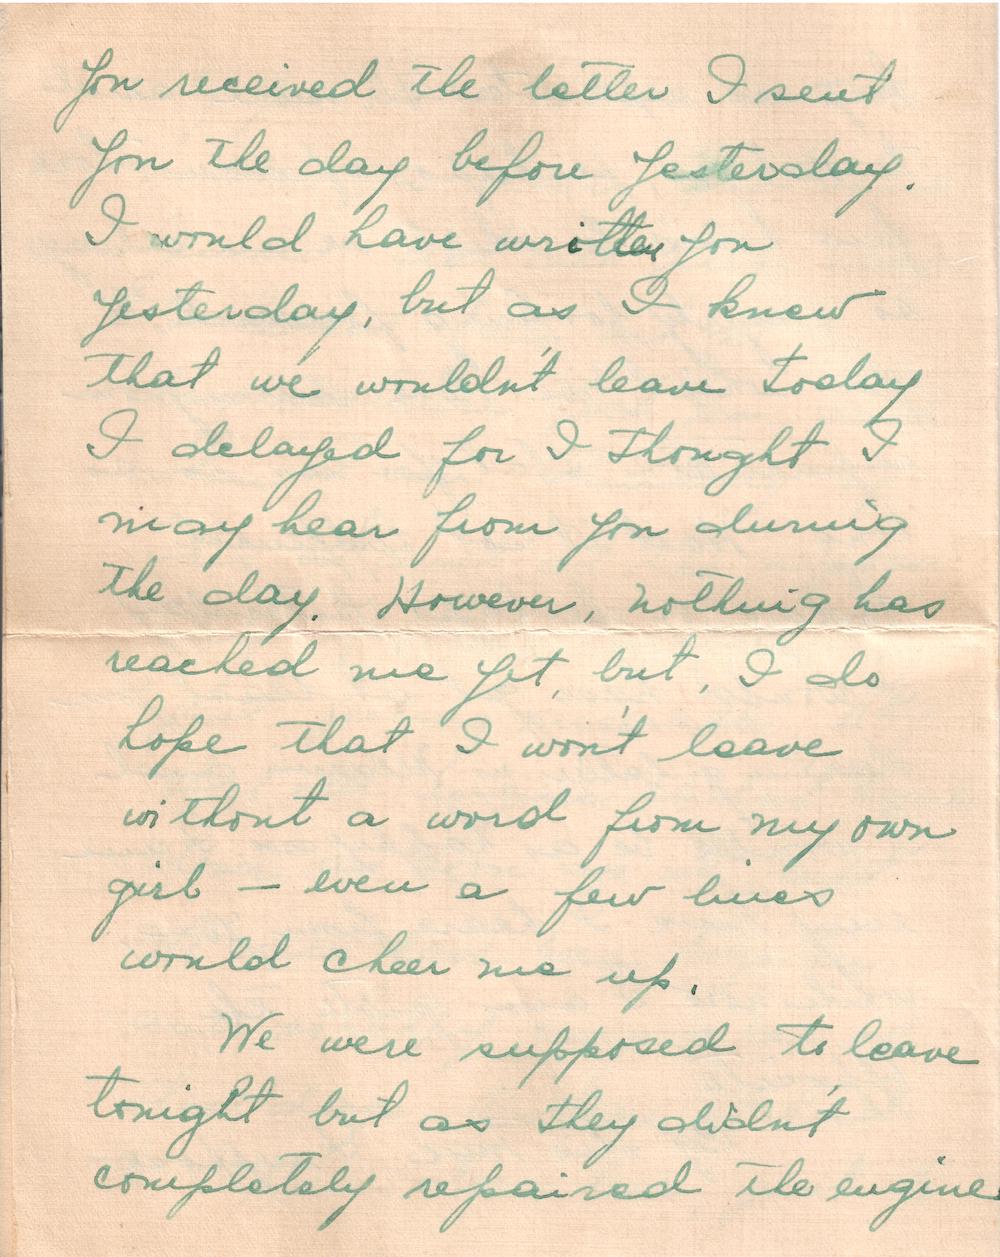 you received the letter I sent
you the day before yesterday.
I would have written you
yesterday, but as I knew
that we wouldn't leave today
I delayed for I thought I
may hear from you during
the day. However, nothing has
reached me yet, but, I do
hope that I won't leave
without a word from my own
girl — even a few lines
would cheer me up.
We were supposed to leave
tonight but as they didn't
completely repaired the engine